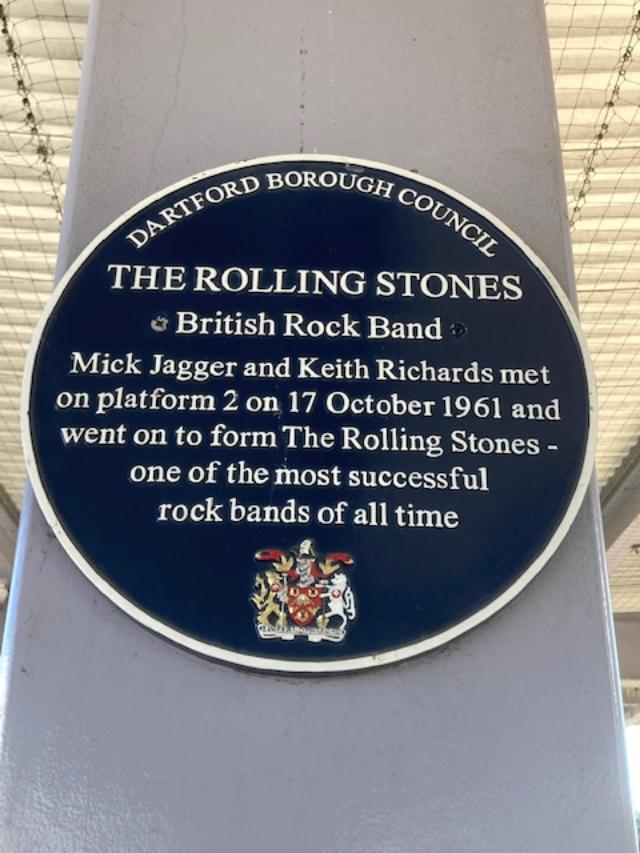 DARTFORD BOROUGH COUNCIL
THE ROLLING STONES
British Rock Band
Mick Jagger and Keith Richards met
on platform 2 on 17 October 1961 and
went on to form The Rolling Stones -
one of the most successful
rock bands of all time